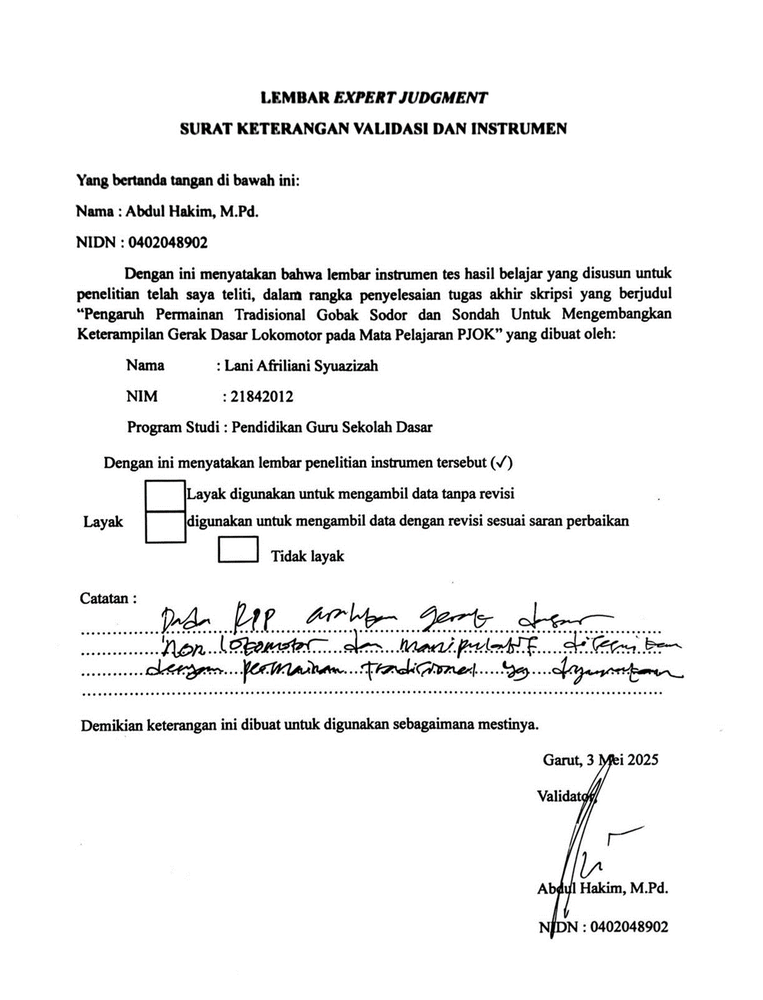 LEMBAR EXPERT JUDGMENT
SURAT KETERANGAN VALIDASI DAN INSTRUMEN
Yang bertanda tangan di bawah ini:
Nama : Abdul Hakim, M.Pd.
NIDN : 0402048902
Dengan ini menyatakan bahwa lembar instrumen tes hasil belajar yang disusun untuk
penelitian telah saya teliti, dalam rangka penyelesaian tugas akhir skripsi yang berjudul
“Pengaruh Permainan Tradisional Gobak Sodor dan Sondah Untuk Mengembangkan
Keterampilan Gerak Dasar Lokomotor pada Mata Pelajaran PJOK” yang dibuat oleh:
Nama : Lani Afriliani Syuazizah
NIM : 21842012
Program Studi : Pendidikan Guru Sekolah Dasar
Dengan ini menyatakan lembar penelitian instrumen tersebut (✓)
Layak digunakan untuk mengambil data tanpa revisi
Layak digunakan untuk mengambil data dengan revisi sesuai saran perbaikan
Tidak layak
Catatan :
Pada RPP arahkan gerak dasar
non lokomotor dan manipulatif
dengan permainan tradisional yg
Demikian keterangan ini dibuat untuk digunakan sebagaimana mestinya.
Garut, 3 Mei 2025
Validator,
Abdul Hakim, M.Pd.
NIDN : 0402048902